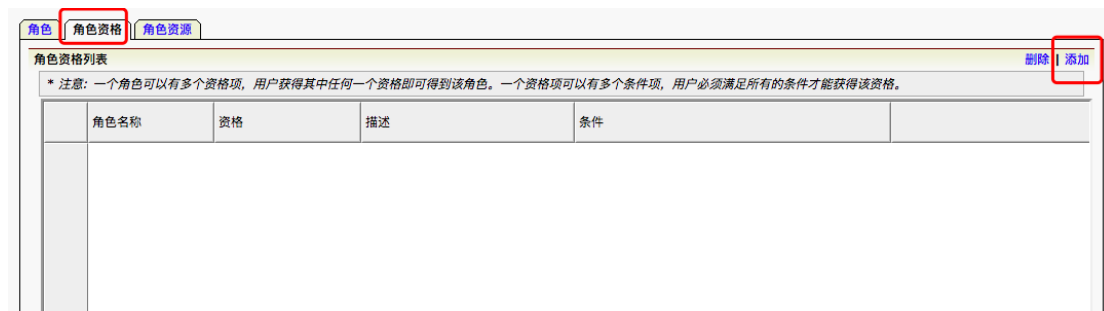 角色 角色资格 角色资源
角色资格列表 删除 | 添加
* 注意: 一个角色可以有多个资格项, 用户获得其中任何一个资格即可得到该角色。一个资格项可以有多个条件项, 用户必须满足所有的条件才能获得该资格。
角色名称 资格 描述 条件